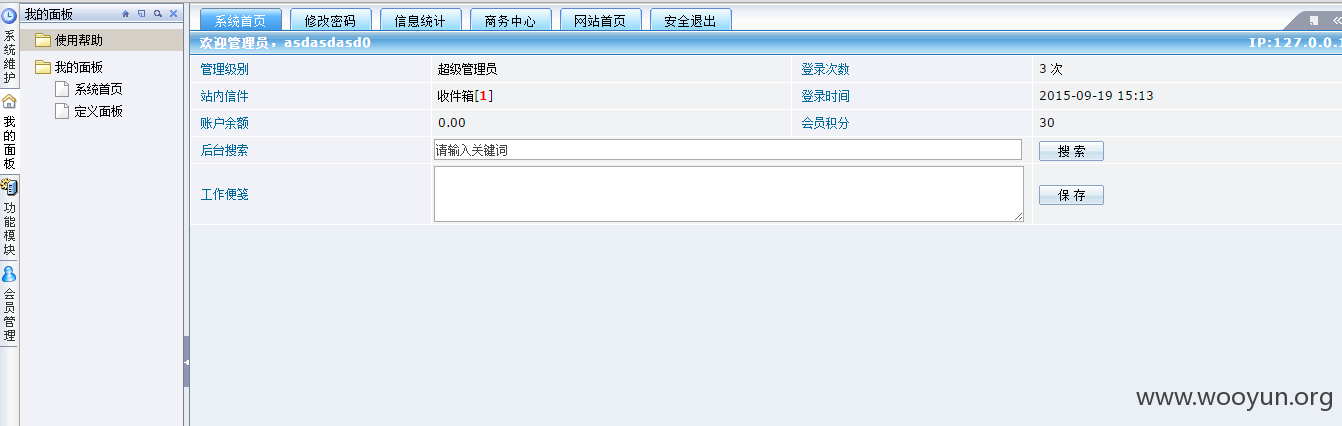 我的面板
系统维护
我的面板
功能模块
会员管理
使用帮助
我的面板
系统首页
定义面板
系统首页 修改密码 信息统计 商务中心 网站首页 安全退出
欢迎管理员，asdasdasd0 IP:127.0.0.1
管理级别 超级管理员 登录次数 3 次
站内信件 收件箱[1] 登录时间 2015-09-19 15:13
账户余额 0.00 会员积分 30
后台搜索 请输入关键词 搜 索
工作便笺 保 存
www.wooyun.org